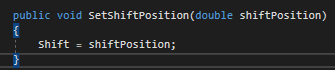 public void SetShiftPosition(double shiftPosition)
{
    Shift = shiftPosition;
}